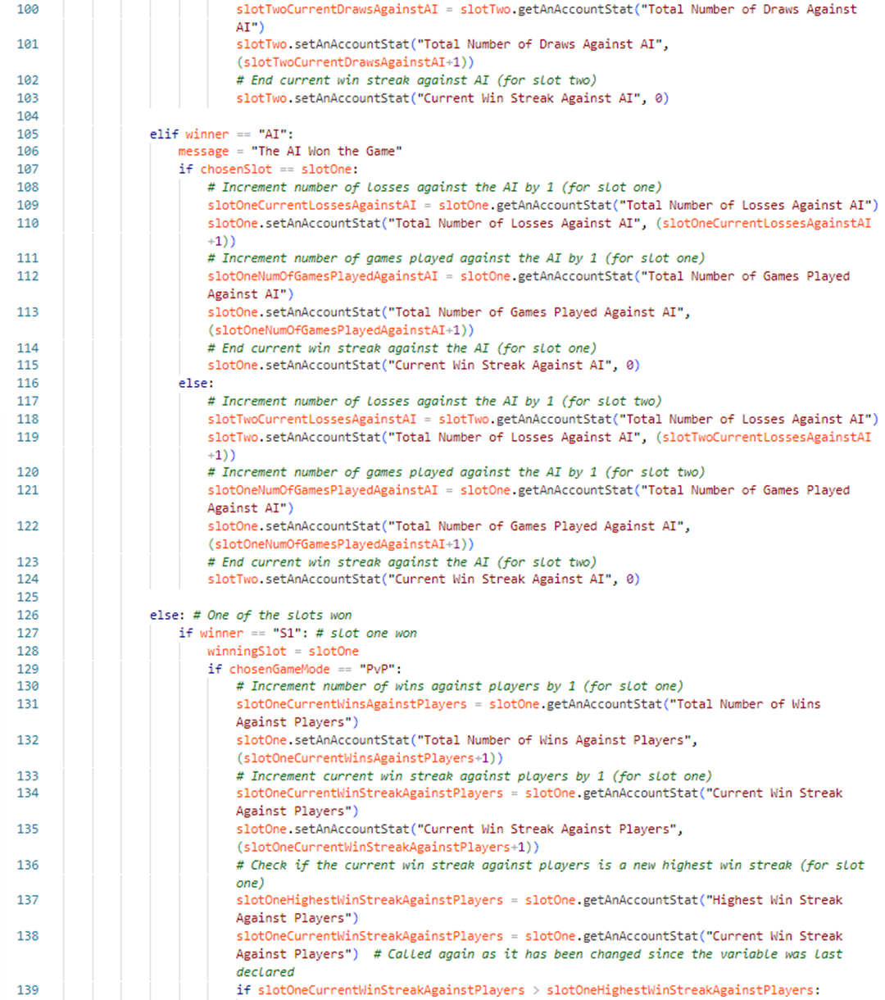 100 slotTwoCurrentDrawsAgainstAI = slotTwo.getAnAccountStat("Total Number of Draws Against
AI")
101 slotTwo.setAnAccountStat("Total Number of Draws Against AI",
(slotTwoCurrentDrawsAgainstAI+1))
102 # End current win streak against AI (for slot two)
103 slotTwo.setAnAccountStat("Current Win Streak Against AI", 0)
104
105 elif winner == "AI":
106 message = "The AI Won the Game"
107 if chosenSlot == slotOne:
108 # Increment number of losses against the AI by 1 (for slot one)
109 slotOneCurrentLossesAgainstAI = slotOne.getAnAccountStat("Total Number of Losses Against AI")
110 slotOne.setAnAccountStat("Total Number of Losses Against AI", (slotOneCurrentLossesAgainstAI
+1))
111 # Increment number of games played against the AI by 1 (for slot one)
112 slotOneNumOfGamesPlayedAgainstAI = slotOne.getAnAccountStat("Total Number of Games Played
Against AI")
113 slotOne.setAnAccountStat("Total Number of Games Played Against AI",
(slotOneNumOfGamesPlayedAgainstAI+1))
114 # End current win streak against the AI (for slot one)
115 slotOne.setAnAccountStat("Current Win Streak Against AI", 0)
116 else:
117 # Increment number of losses against the AI by 1 (for slot two)
118 slotTwoCurrentLossesAgainstAI = slotTwo.getAnAccountStat("Total Number of Losses Against AI")
119 slotTwo.setAnAccountStat("Total Number of Losses Against AI", (slotTwoCurrentLossesAgainstAI
+1))
120 # Increment number of games played against the AI by 1 (for slot two)
121 slotOneNumOfGamesPlayedAgainstAI = slotOne.getAnAccountStat("Total Number of Games Played
Against AI")
122 slotOne.setAnAccountStat("Total Number of Games Played Against AI",
(slotOneNumOfGamesPlayedAgainstAI+1))
123 # End current win streak against the AI (for slot two)
124 slotTwo.setAnAccountStat("Current Win Streak Against AI", 0)
125
126 else: # One of the slots won
127 if winner == "S1": # slot one won
128 winningSlot = slotOne
129 if chosenGameMode == "PvP":
130 # Increment number of wins against players by 1 (for slot one)
131 slotOneCurrentWinsAgainstPlayers = slotOne.getAnAccountStat("Total Number of Wins
Against Players")
132 slotOne.setAnAccountStat("Total Number of Wins Against Players",
(slotOneCurrentWinsAgainstPlayers+1))
133 # Increment current win streak against players by 1 (for slot one)
134 slotOneCurrentWinStreakAgainstPlayers = slotOne.getAnAccountStat("Current Win Streak
Against Players")
135 slotOne.setAnAccountStat("Current Win Streak Against Players",
(slotOneCurrentWinStreakAgainstPlayers+1))
136 # Check if the current win streak against players is a new highest win streak (for slot
one)
137 slotOneHighestWinStreakAgainstPlayers = slotOne.getAnAccountStat("Highest Win Streak
Against Players")
138 slotOneCurrentWinStreakAgainstPlayers = slotOne.getAnAccountStat("Current Win Streak
Against Players")  # Called again as it has been changed since the variable was last
declared
139 if slotOneCurrentWinStreakAgainstPlayers > slotOneHighestWinStreakAgainstPlayers: